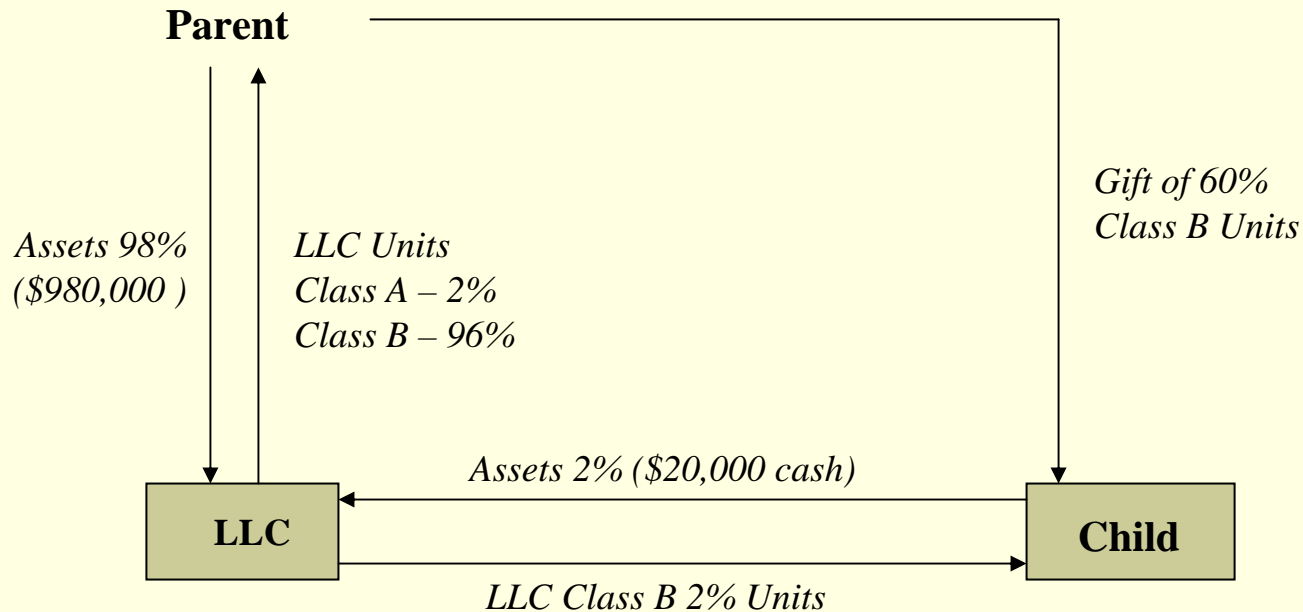 Parent
Gift of 60%
Class B Units
Assets 98%
($980,000 )
LLC Units
Class A – 2%
Class B – 96%
Assets 2% ($20,000 cash)
LLC
Child
LLC Class B 2% Units